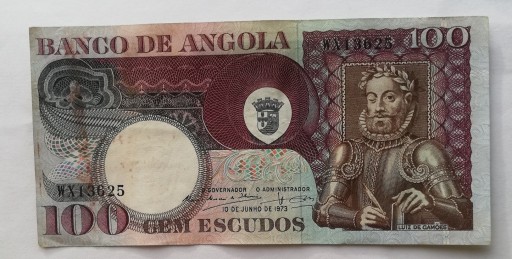 BANCO DE ANGOLA
WX13625
100
WX13625
O GOVERNADOR O ADMINISTRADOR
10 DE JUNHO DE 1973
LUIZ DE CAMÕES
100 CEM ESCUDOS